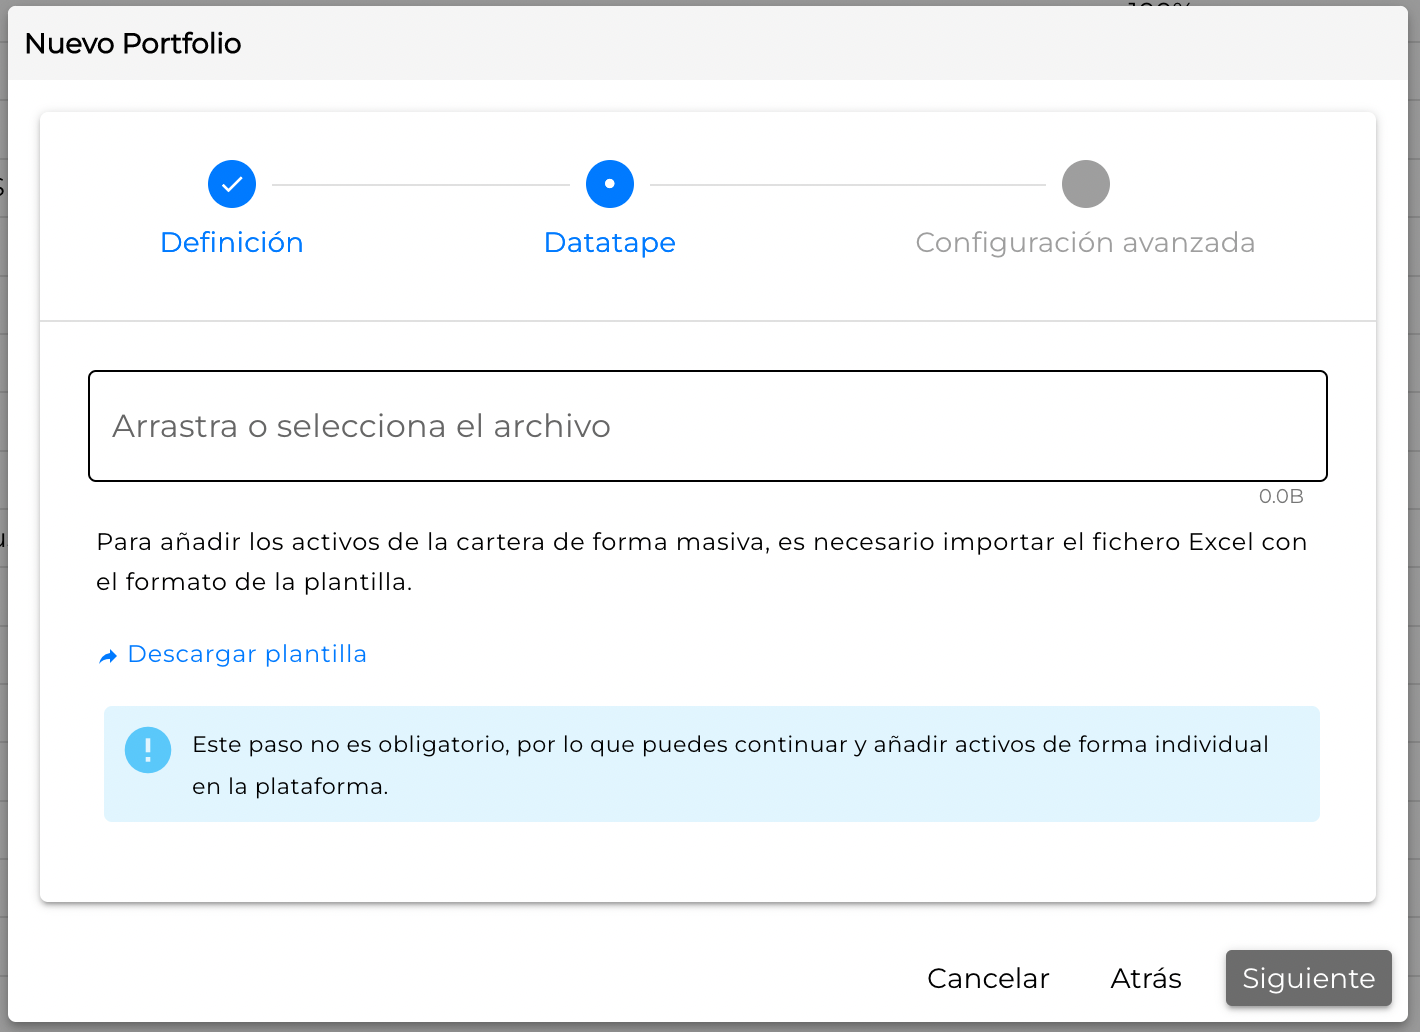 Nuevo Portfolio
Definición
Datatape
Configuración avanzada
Arrastra o selecciona el archivo
0.0B
Para añadir los activos de la cartera de forma masiva, es necesario importar el fichero Excel con
el formato de la plantilla.
Descargar plantilla
Este paso no es obligatorio, por lo que puedes continuar y añadir activos de forma individual
en la plataforma.
Cancelar
Atrás
Siguiente